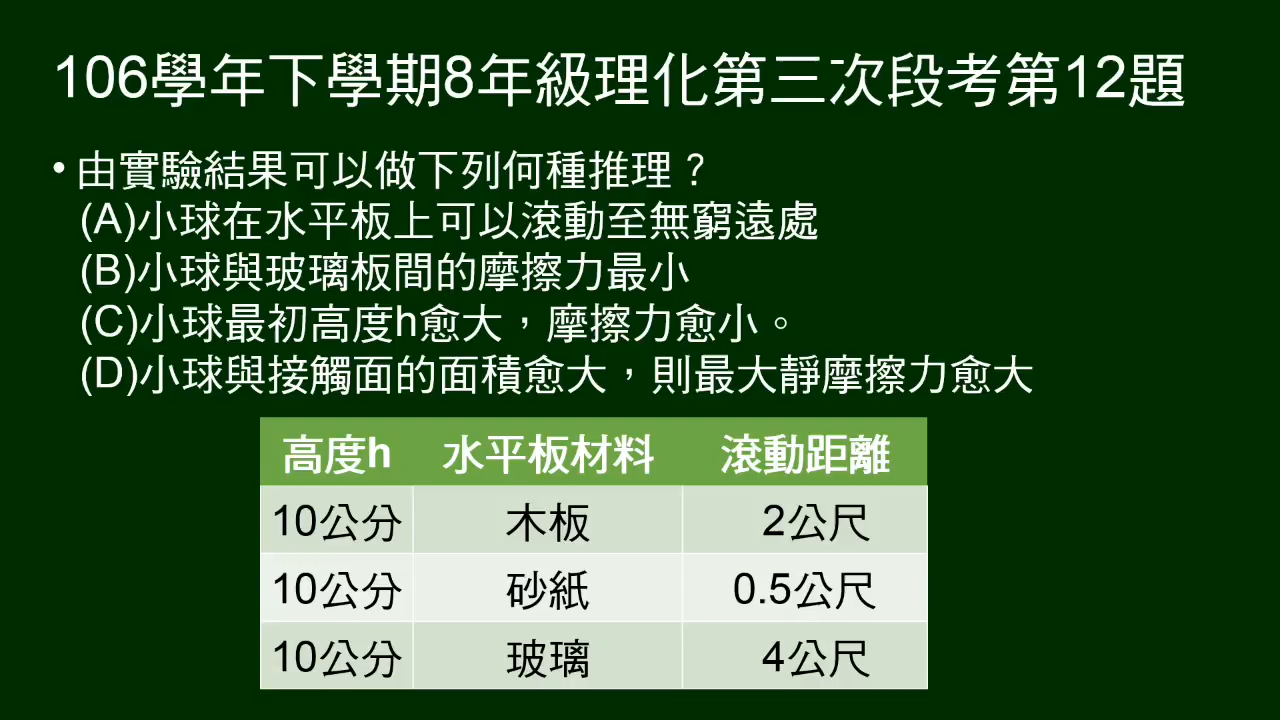 106學年下學期8年級理化第三次段考第12題
•由實驗結果可以做下列何種推理？
(A)小球在水平板上可以滾動至無窮遠處
(B)小球與玻璃板間的摩擦力最小
(C)小球最初高度h愈大，摩擦力愈小。
(D)小球與接觸面的面積愈大，則最大靜摩擦力愈大
高度h 水平板材料 滾動距離
10公分 木板 2公尺
10公分 砂紙 0.5公尺
10公分 玻璃 4公尺